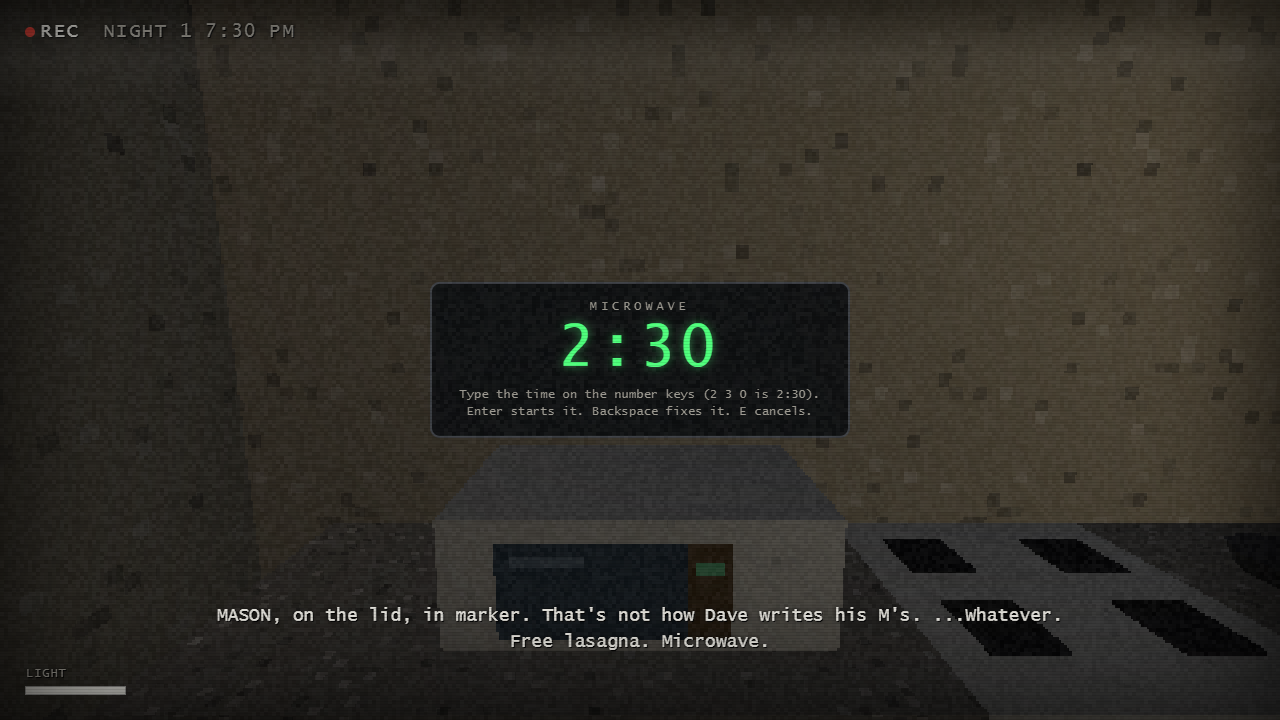 REC NIGHT 1 7:30 PM
MICROWAVE
2:30
Type the time on the number keys (2 3 0 is 2:30).
Enter starts it. Backspace fixes it. E cancels.
MASON, on the lid, in marker. That's not how Dave writes his M's. ...Whatever.
Free lasagna. Microwave.
LIGHT